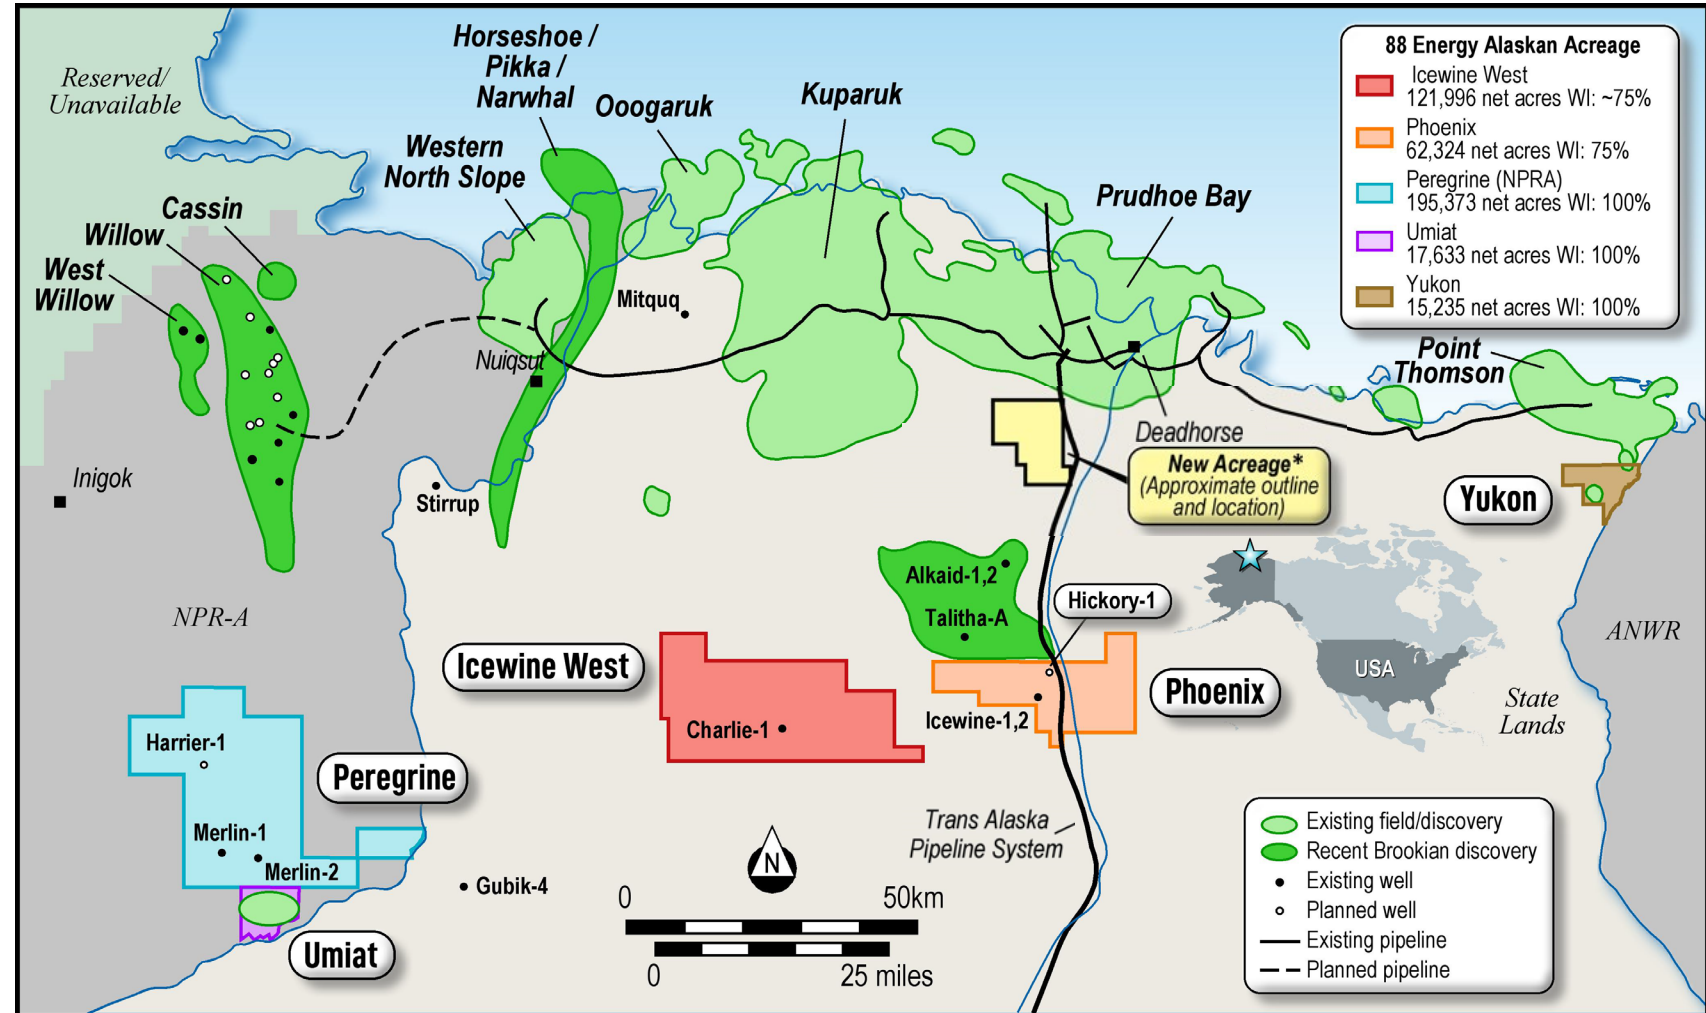 Reserved/
Unavailable
Horseshoe /
Pikka /
Narwhal
Ooogaruk
Kuparuk
Western
North Slope
Cassin
Willow
West
Willow
Prudhoe Bay
88 Energy Alaskan Acreage
Icewine West
121,996 net acres WI: ~75%
Phoenix
62,324 net acres WI: 75%
Peregrine (NPRA)
195,373 net acres WI: 100%
Umiat
17,633 net acres WI: 100%
Yukon
15,235 net acres WI: 100%
Mitquq
Nuiqsut
Point
Thomson
Deadhorse
New Acreage*
(Approximate outline
and location)
Inigok
Stirrup
Yukon
Alkaid-1,2
Talitha-A
Hickory-1
NPR-A
ANWR
USA
Icewine West
Phoenix
Charlie-1
Icewine-1,2
State
Lands
Harrier-1
Peregrine
Merlin-1
Merlin-2
Trans Alaska
Pipeline System
N
Gubik-4
0
50km
0
25 miles
Umiat
Existing field/discovery
Recent Brookian discovery
Existing well
Planned well
Existing pipeline
Planned pipeline